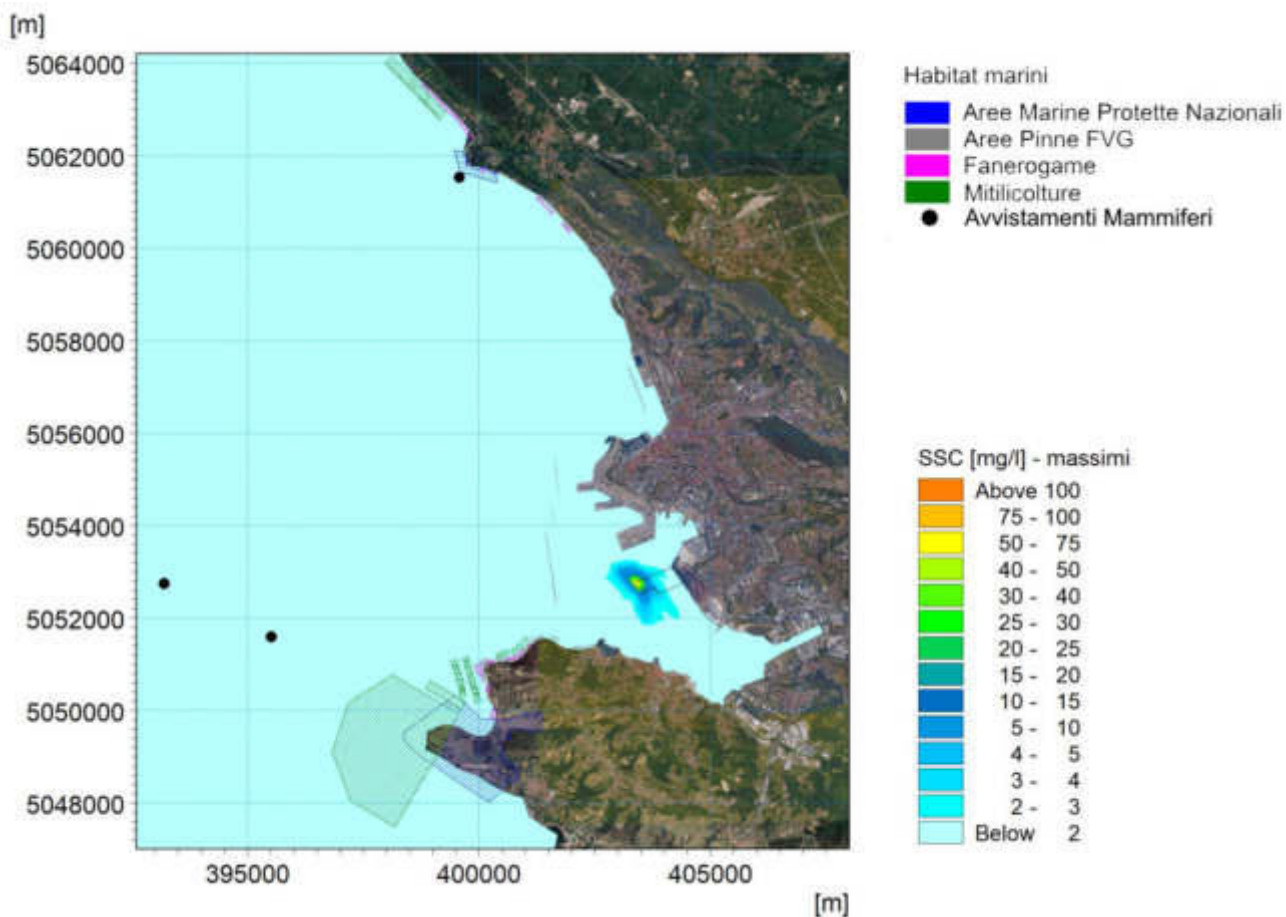 [m]
5064000
5062000
5060000
5058000
5056000
5054000
5052000
5050000
5048000
395000
400000
405000
[m]
Habitat marini
Aree Marine Protette Nazionali
Aree Pinne FVG
Fanerogame
Mitilicolture
Avvistamenti Mammiferi
SSC [mg/l] - massimi
Above 100
75 - 100
50 - 75
40 - 50
30 - 40
25 - 30
20 - 25
15 - 20
10 - 15
5 - 10
4 - 5
3 - 4
2 - 3
Below 2